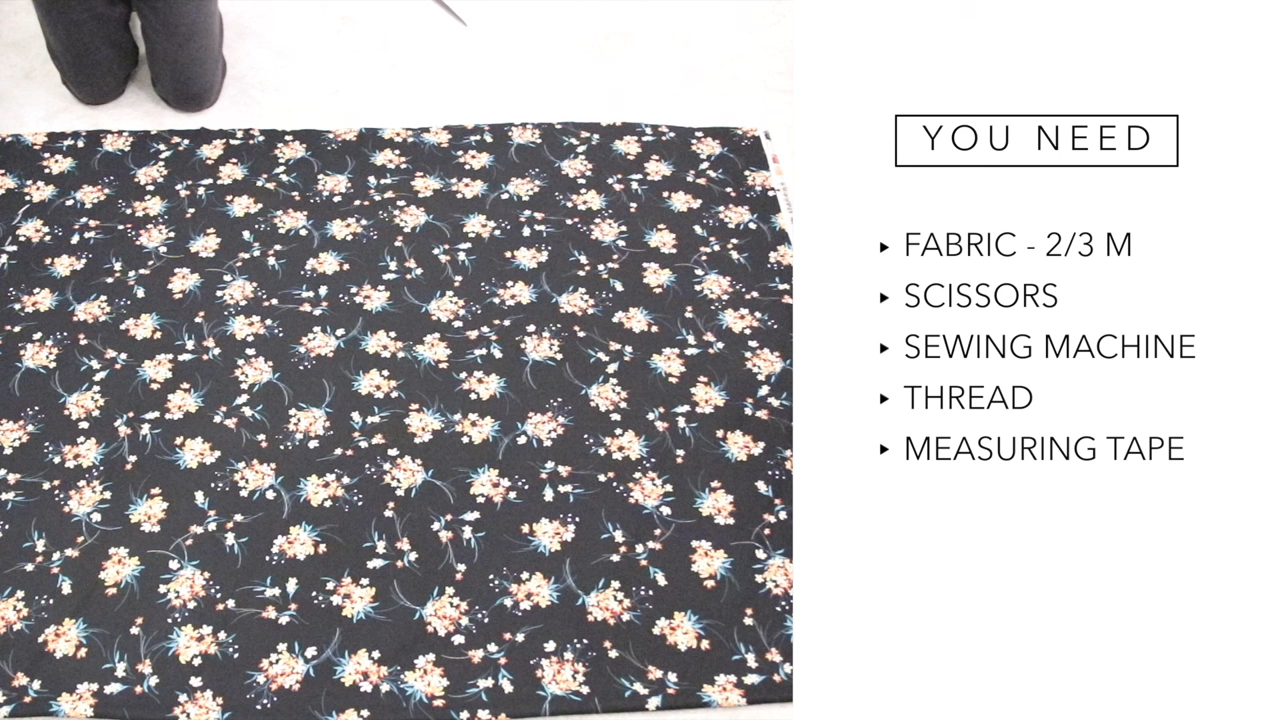 YOU NEED
FABRIC - 2/3 M
SCISSORS
SEWING MACHINE
THREAD
MEASURING TAPE